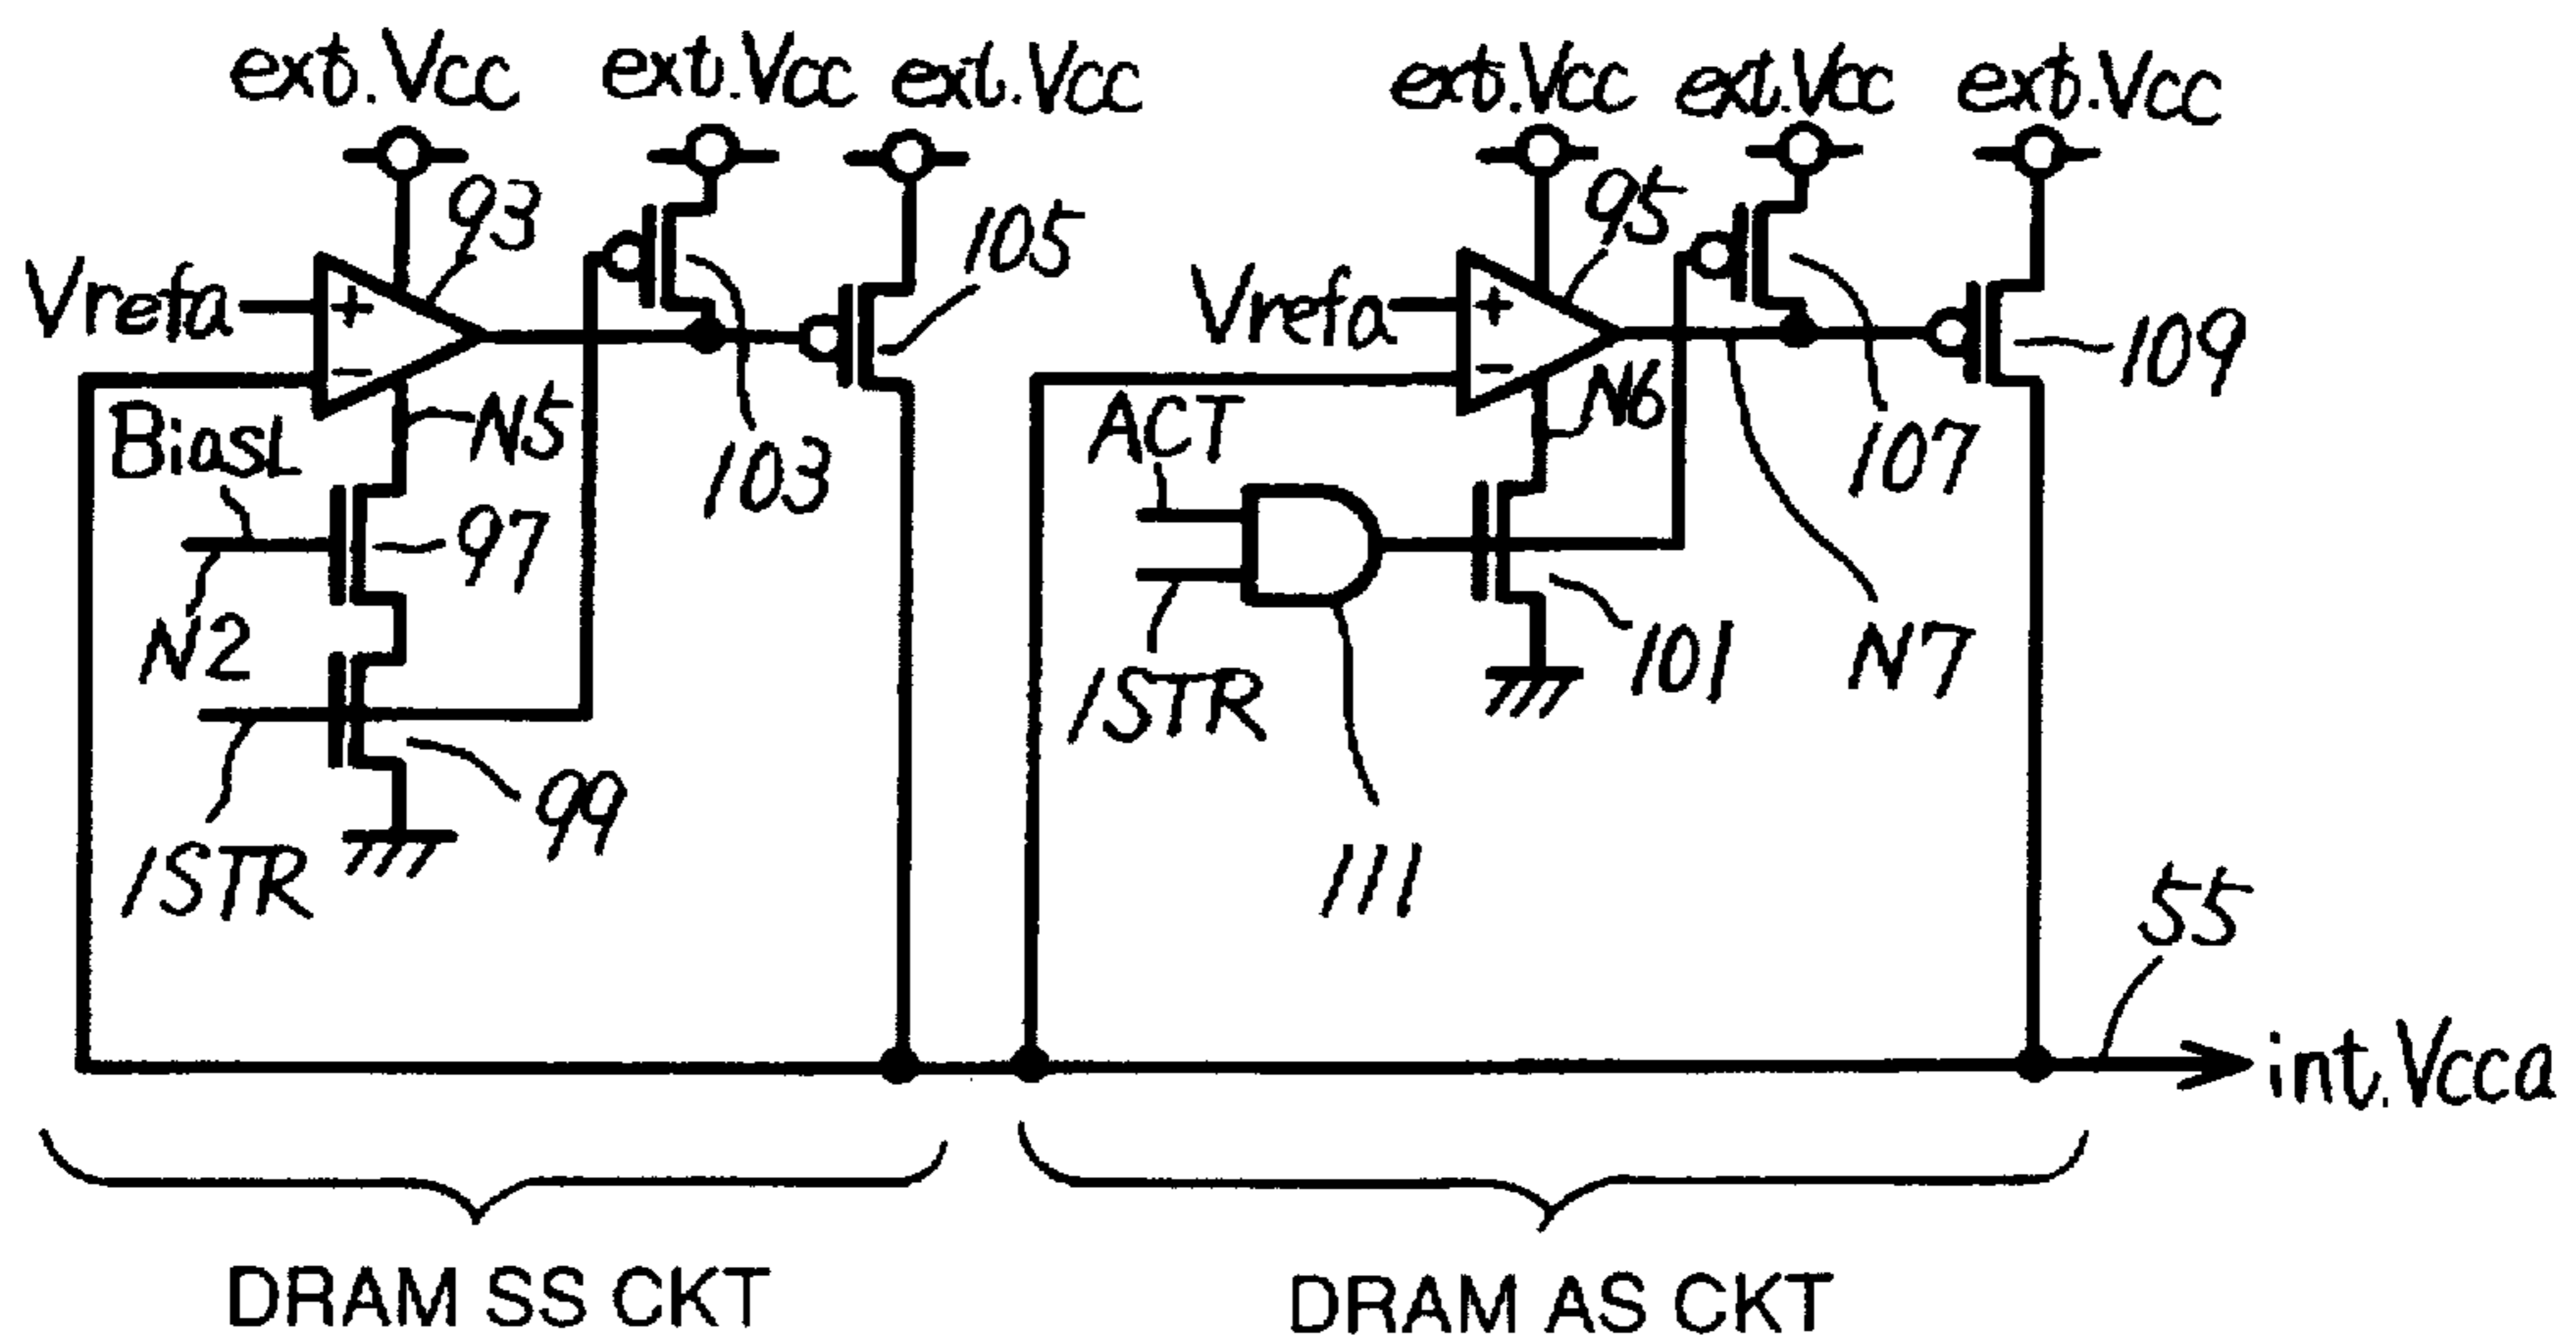 ext.Vcc ext.Vcc ext.Vcc ext.Vcc ext.Vcc ext.Vcc
93 95
105
Vrefa + Vrefa + 109
- N5 - N6
BiasL ACT
103 107
97
N2 101 N7
/STR
99
/STR 111
55
int.Vcca
DRAM SS CKT DRAM AS CKT